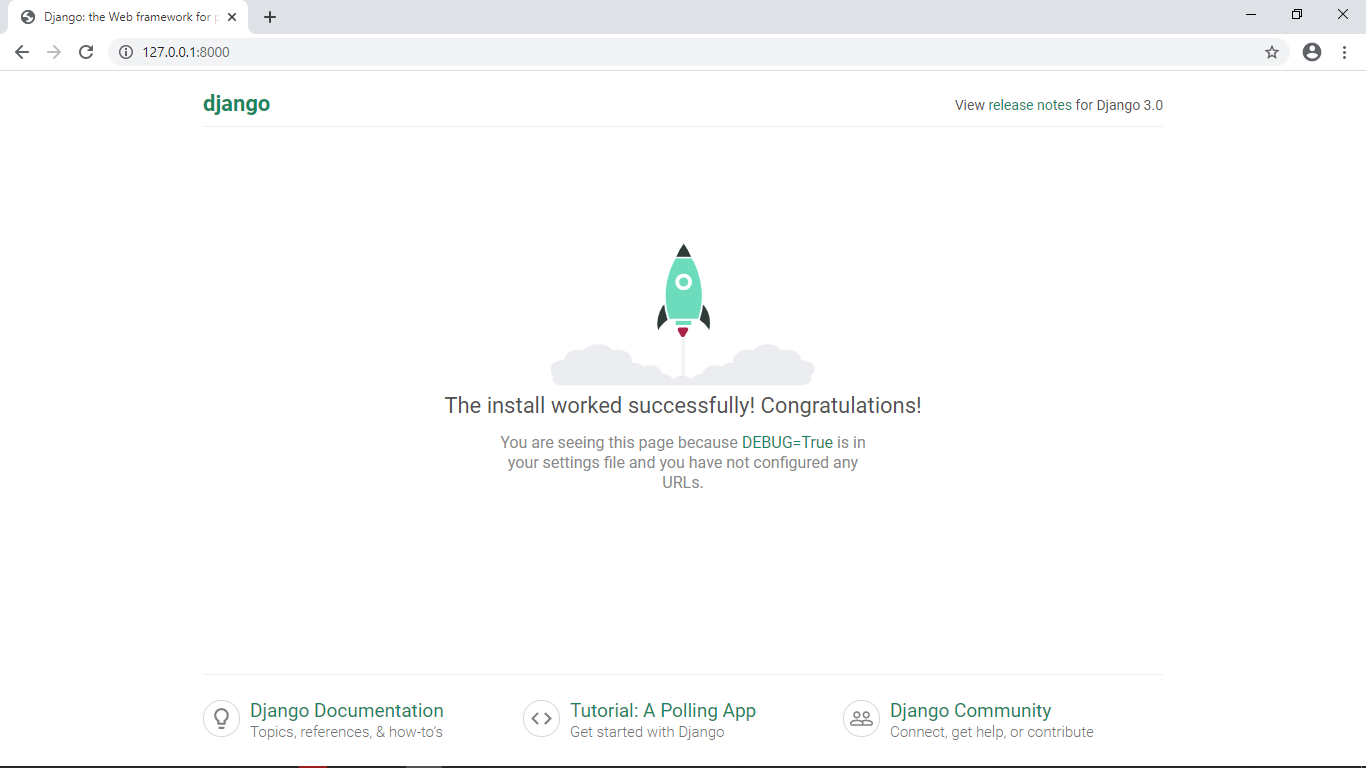 Django: the Web framework for p
127.0.0.1:8000
django
View release notes for Django 3.0
The install worked successfully! Congratulations!
You are seeing this page because DEBUG=True is in
your settings file and you have not configured any
URLs.
Django Documentation
Topics, references, & how-to's
Tutorial: A Polling App
Get started with Django
Django Community
Connect, get help, or contribute